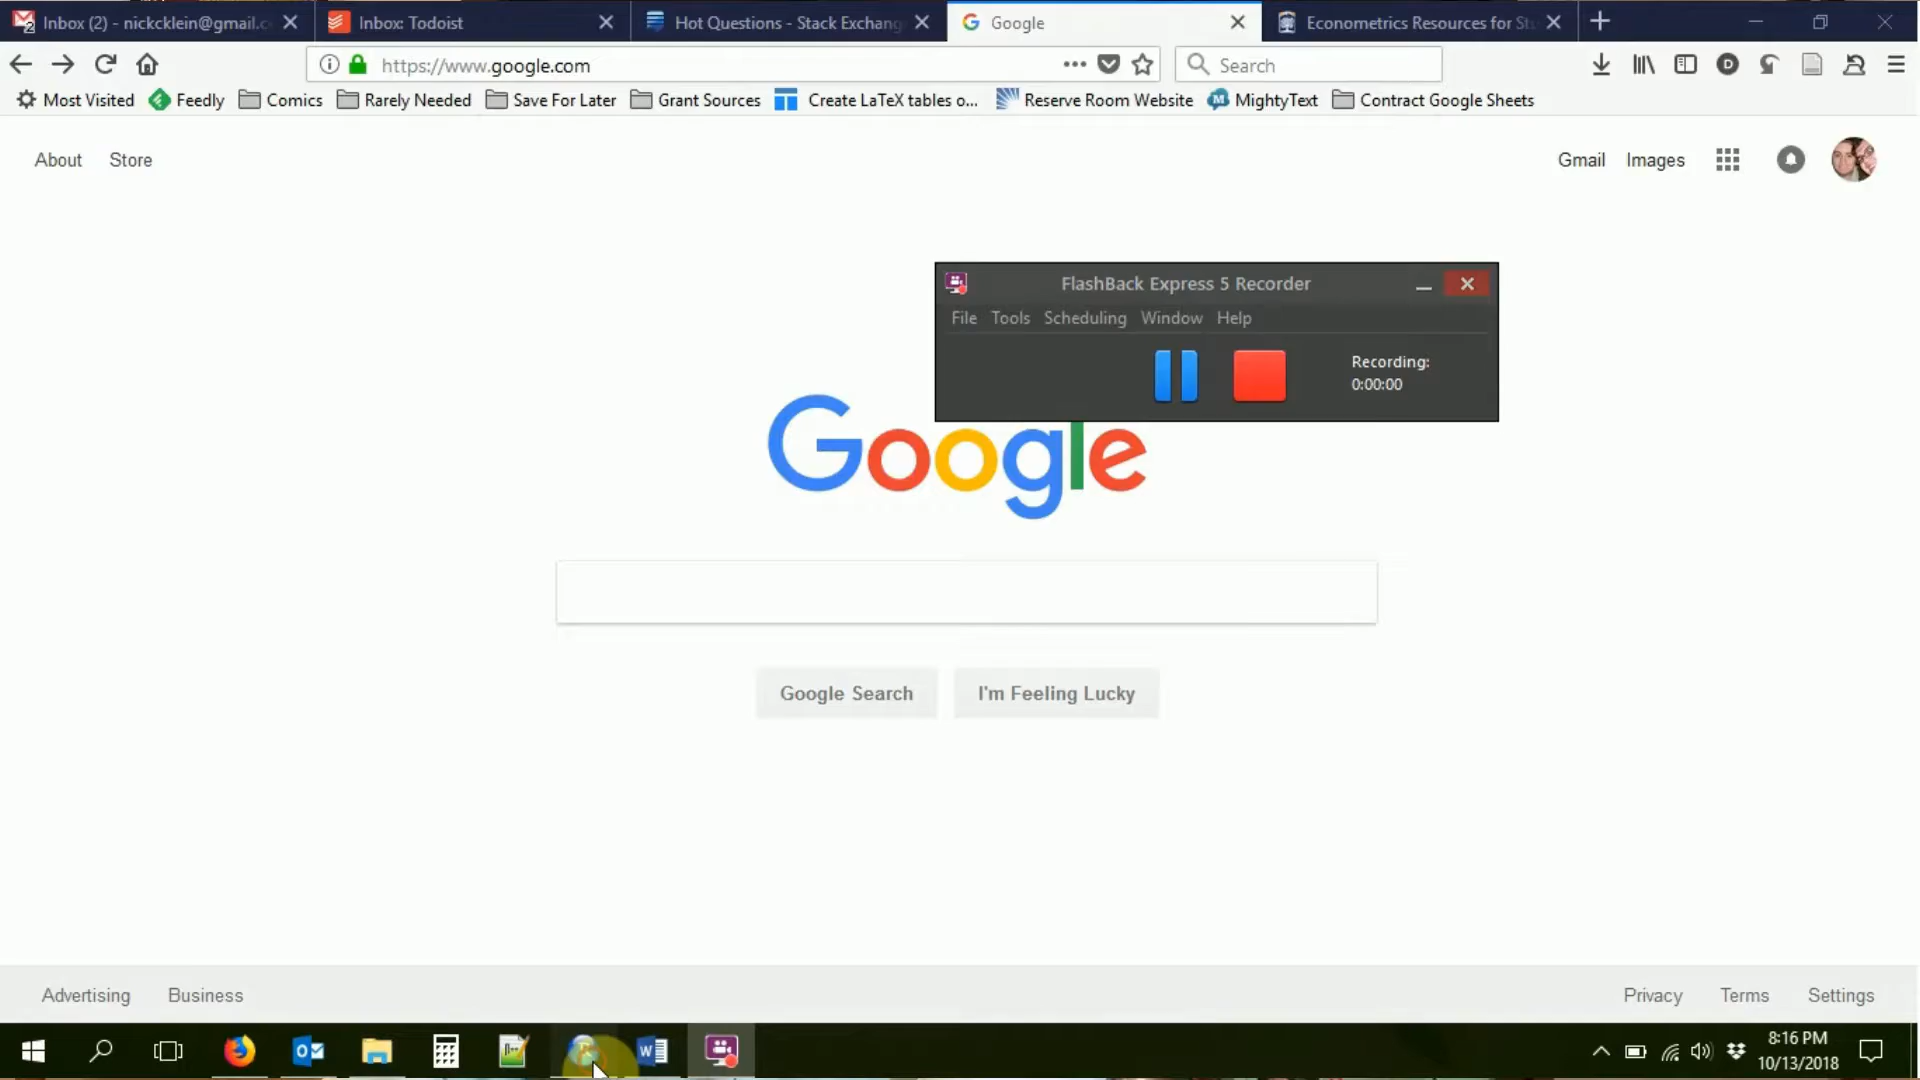 Inbox (2) - nickcklein@gmail.c
Inbox: Todoist
Hot Questions - Stack Exchang
Google
Econometrics Resources for Stu
https://www.google.com
Search
Most Visited
Feedly
Comics
Rarely Needed
Save For Later
Grant Sources
Create LaTeX tables o...
Reserve Room Website
MightyText
Contract Google Sheets
About
Store
Gmail
Images
FlashBack Express 5 Recorder
File Tools Scheduling Window Help
Recording:
0:00:00
Google
Google Search
I'm Feeling Lucky
Advertising
Business
Privacy
Terms
Settings
8:16 PM
10/13/2018